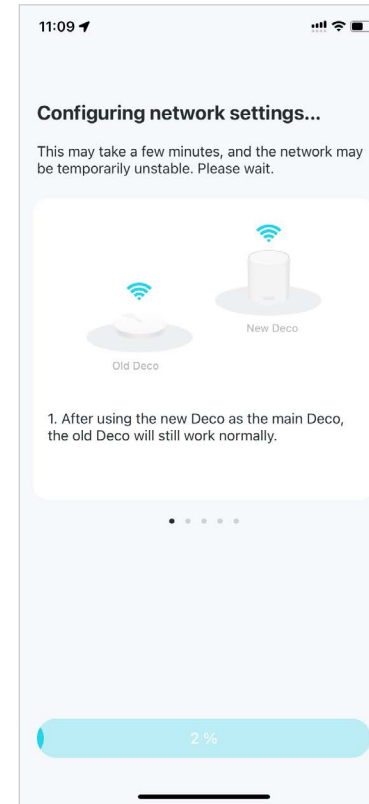 11:09
Configuring network settings...
This may take a few minutes, and the network may
be temporarily unstable. Please wait.
New Deco
Old Deco
1. After using the new Deco as the main Deco,
the old Deco will still work normally.
2 %